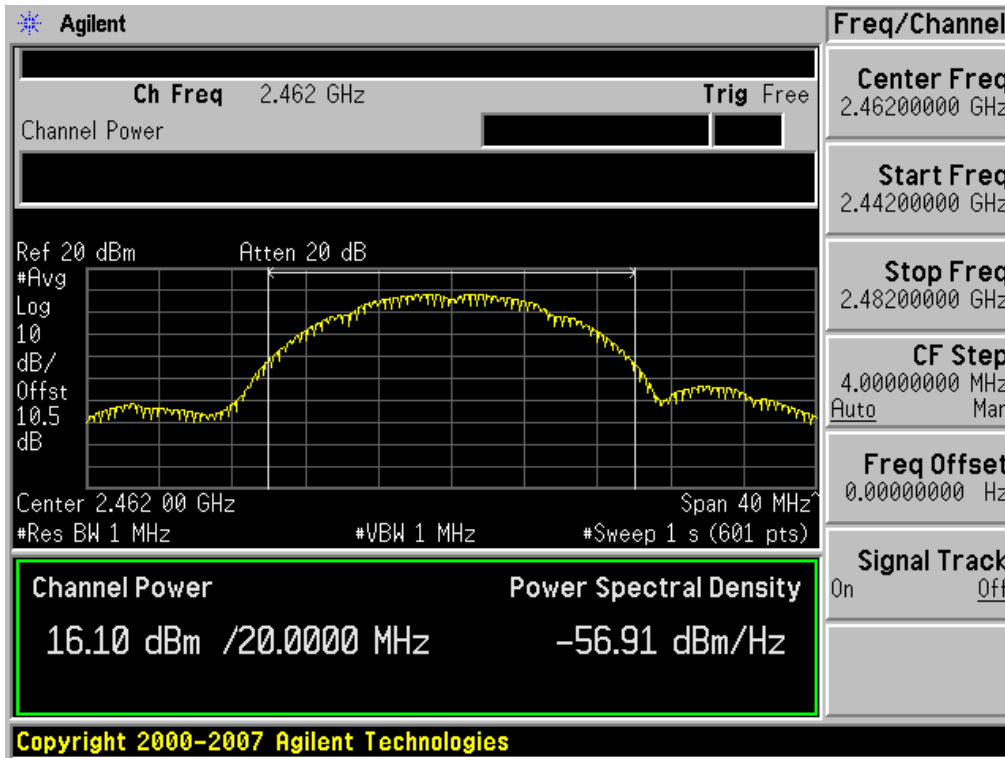 Agilent
Freq/Channel
Ch Freq 2.462 GHz Trig Free
Channel Power
Center Freq
2.46200000 GHz
Start Freq
2.44200000 GHz
Stop Freq
2.48200000 GHz
CF Step
4.00000000 MHz
Auto Man
Freq Offset
0.00000000 Hz
Signal Track
On Off
Ref 20 dBm Atten 20 dB
#Avg
Log
10
dB/
Offst
10.5
dB
Center 2.462 00 GHz Span 40 MHz^
#Res BW 1 MHz #VBW 1 MHz #Sweep 1 s (601 pts)
Channel Power Power Spectral Density
16.10 dBm /20.0000 MHz -56.91 dBm/Hz
Copyright 2000-2007 Agilent Technologies